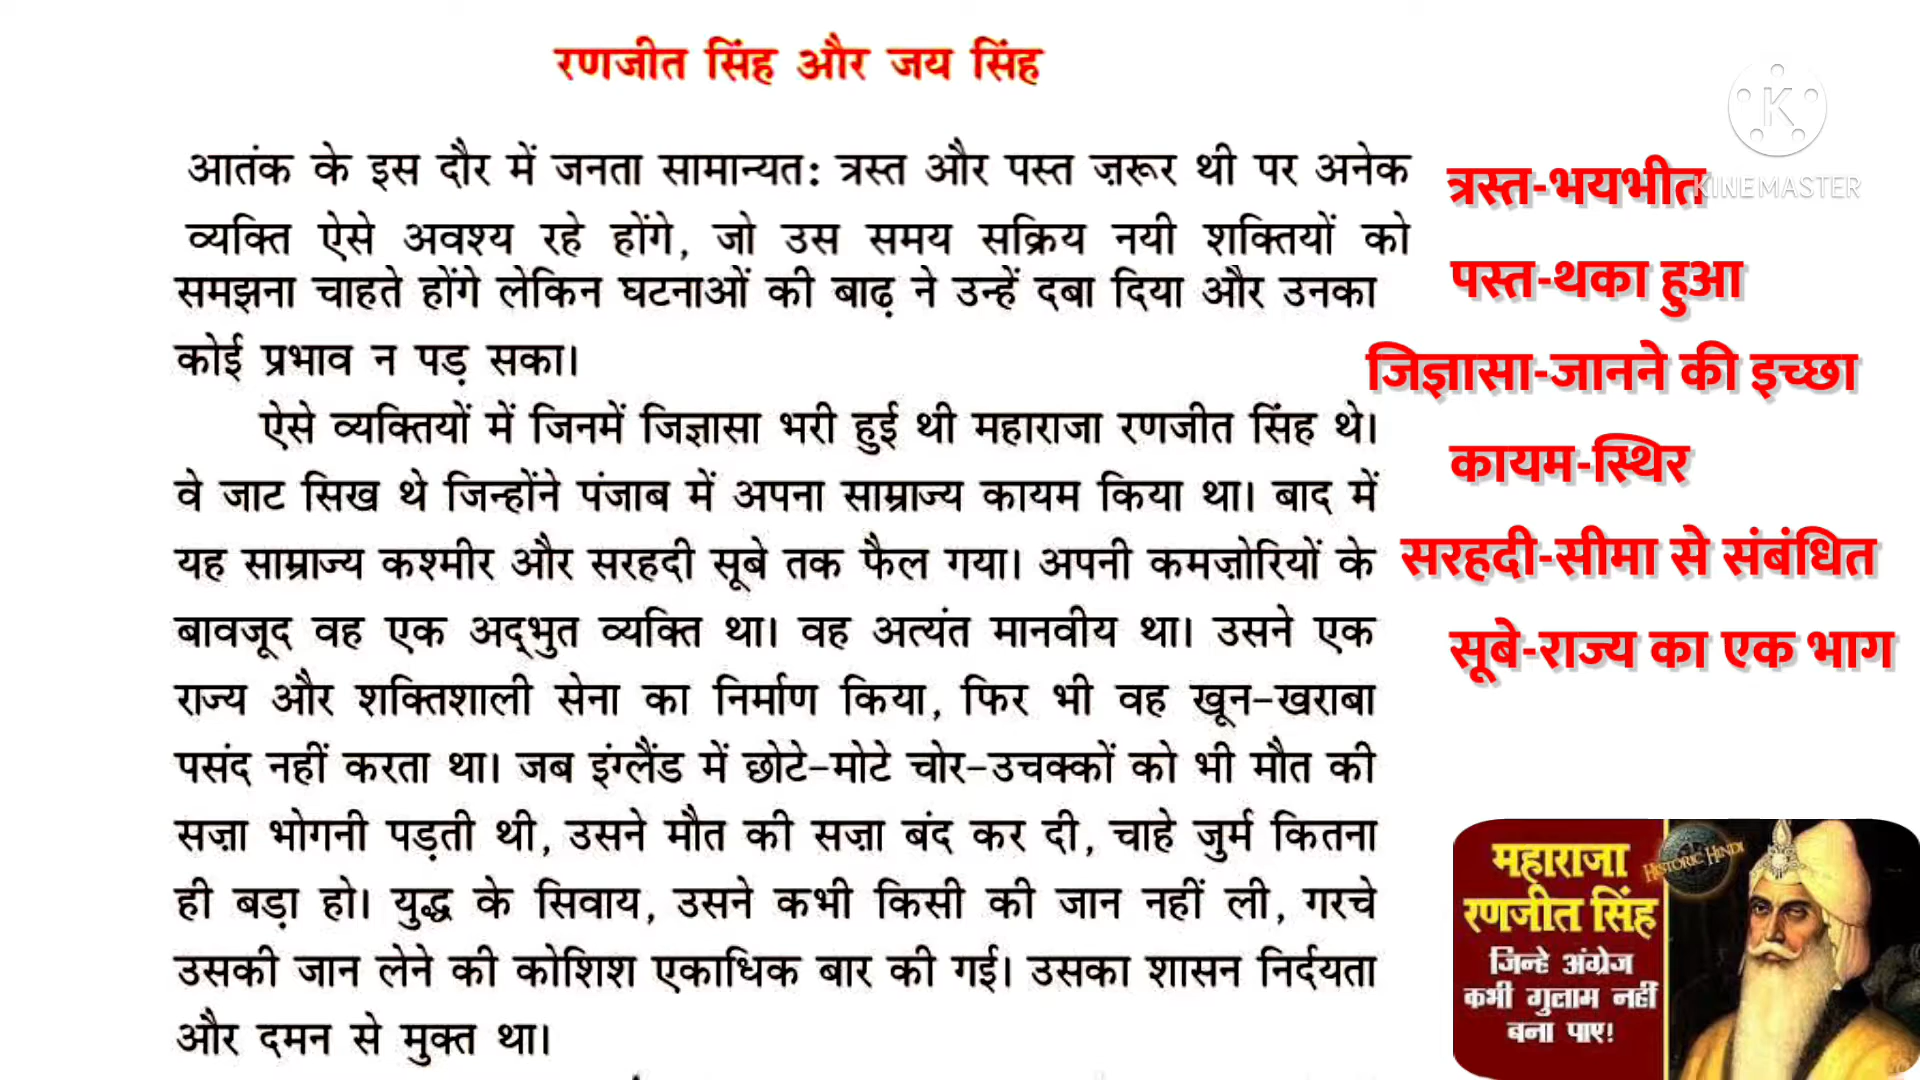 रणजीत सिंह और जय सिंह
आतंक के इस दौर में जनता सामान्यत: त्रस्त और पस्त ज़रूर थी पर अनेक
व्यक्ति ऐसे अवश्य रहे होंगे, जो उस समय सक्रिय नयी शक्तियों को
समझना चाहते होंगे लेकिन घटनाओं की बाढ़ ने उन्हें दबा दिया और उनका
कोई प्रभाव न पड़ सका।
ऐसे व्यक्तियों में जिनमें जिज्ञासा भरी हुई थी महाराजा रणजीत सिंह थे।
वे जाट सिख थे जिन्होंने पंजाब में अपना साम्राज्य कायम किया था। बाद में
यह साम्राज्य कश्मीर और सरहदी सूबे तक फैल गया। अपनी कमज़ोरियों के
बावजूद वह एक अद्‌भुत व्यक्ति था। वह अत्यंत मानवीय था। उसने एक
राज्य और शक्तिशाली सेना का निर्माण किया, फिर भी वह खून-खराबा
पसंद नहीं करता था। जब इंग्लैंड में छोटे-मोटे चोर-उचक्कों को भी मौत की
सज़ा भोगनी पड़ती थी, उसने मौत की सज़ा बंद कर दी, चाहे जुर्म कितना
ही बड़ा हो। युद्ध के सिवाय, उसने कभी किसी की जान नहीं ली, गरचे
उसकी जान लेने की कोशिश एकाधिक बार की गई। उसका शासन निर्दयता
और दमन से मुक्त था।
K
KINEMASTER
त्रस्त-भयभीत
पस्त-थका हुआ
जिज्ञासा-जानने की इच्छा
कायम-स्थिर
सरहदी-सीमा से संबंधित
सूबे-राज्य का एक भाग
महाराजा
रणजीत सिंह
जिन्हे अंग्रेज
कभी गुलाम नहीं
बना पाए!
HISTORIC HINDI